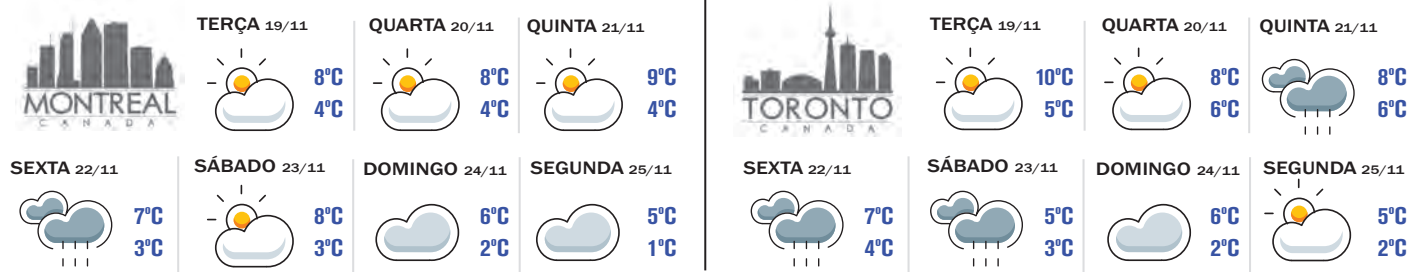 MONTREAL
CANADA
TERÇA 19/11
8ºC
4ºC
QUARTA 20/11
8ºC
4ºC
QUINTA 21/11
9ºC
4ºC
SEXTA 22/11
7ºC
3ºC
SÁBADO 23/11
8ºC
3ºC
DOMINGO 24/11
6ºC
2ºC
SEGUNDA 25/11
5ºC
1ºC
TORONTO
CANADA
TERÇA 19/11
10ºC
5ºC
QUARTA 20/11
8ºC
6ºC
QUINTA 21/11
8ºC
6ºC
SEXTA 22/11
7ºC
4ºC
SÁBADO 23/11
5ºC
3ºC
DOMINGO 24/11
6ºC
2ºC
SEGUNDA 25/11
5ºC
2ºC